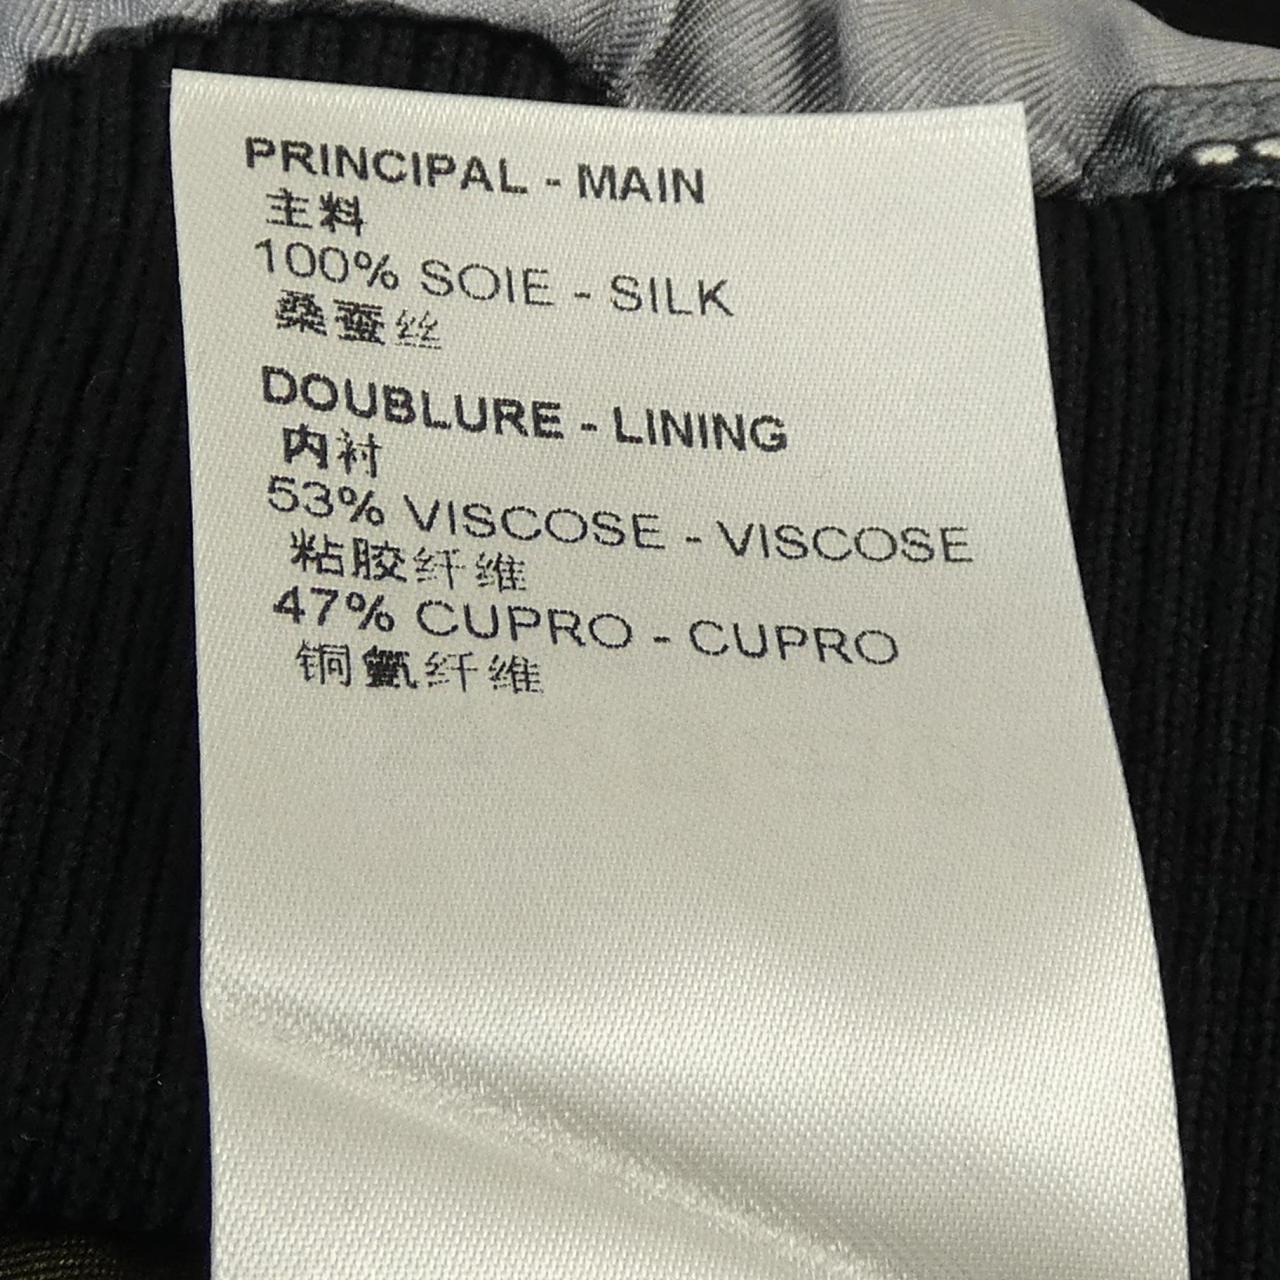 PRINCIPAL - MAIN
主料
100% SOIE - SILK
桑蚕丝
DOUBLURE - LINING
内衬
53% VISCOSE - VISCOSE
粘胶纤维
47% CUPRO - CUPRO
铜氨纤维